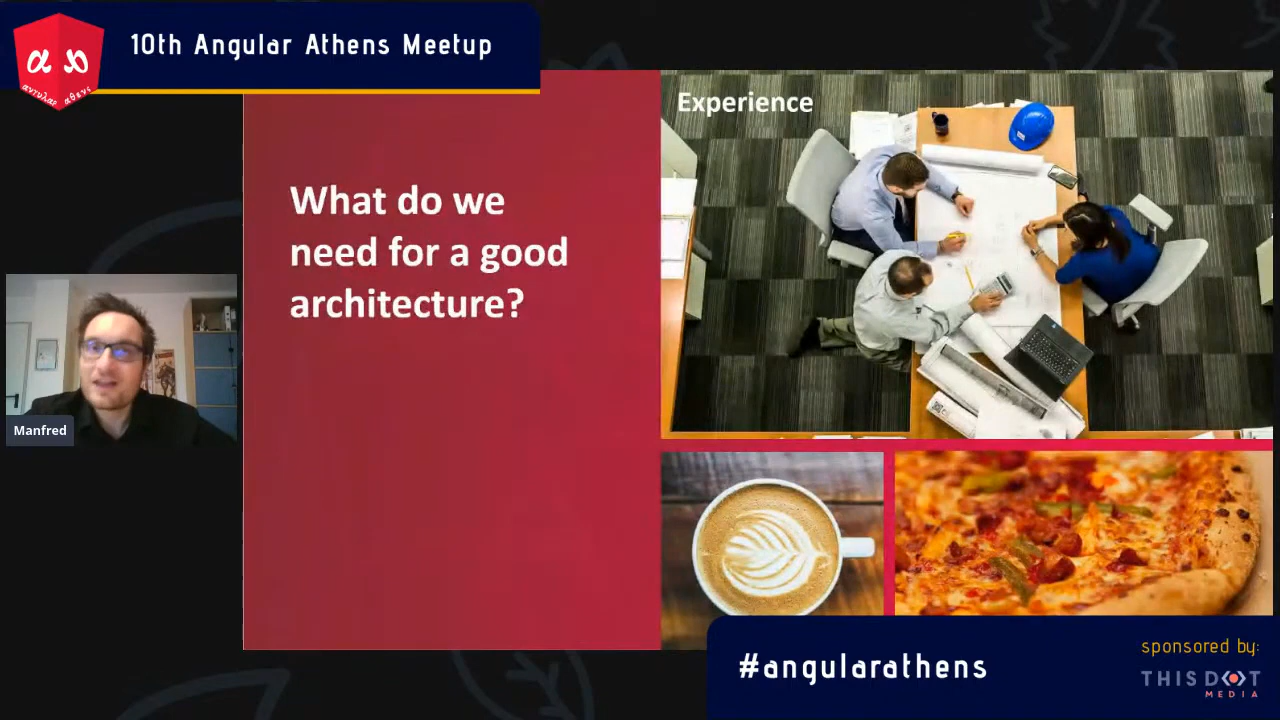 10th Angular Athens Meetup
α
αθ
Experience
What do we
need for a good
architecture?
Manfred
#angularathens
sponsored by:
THIS DOT
MEDIA